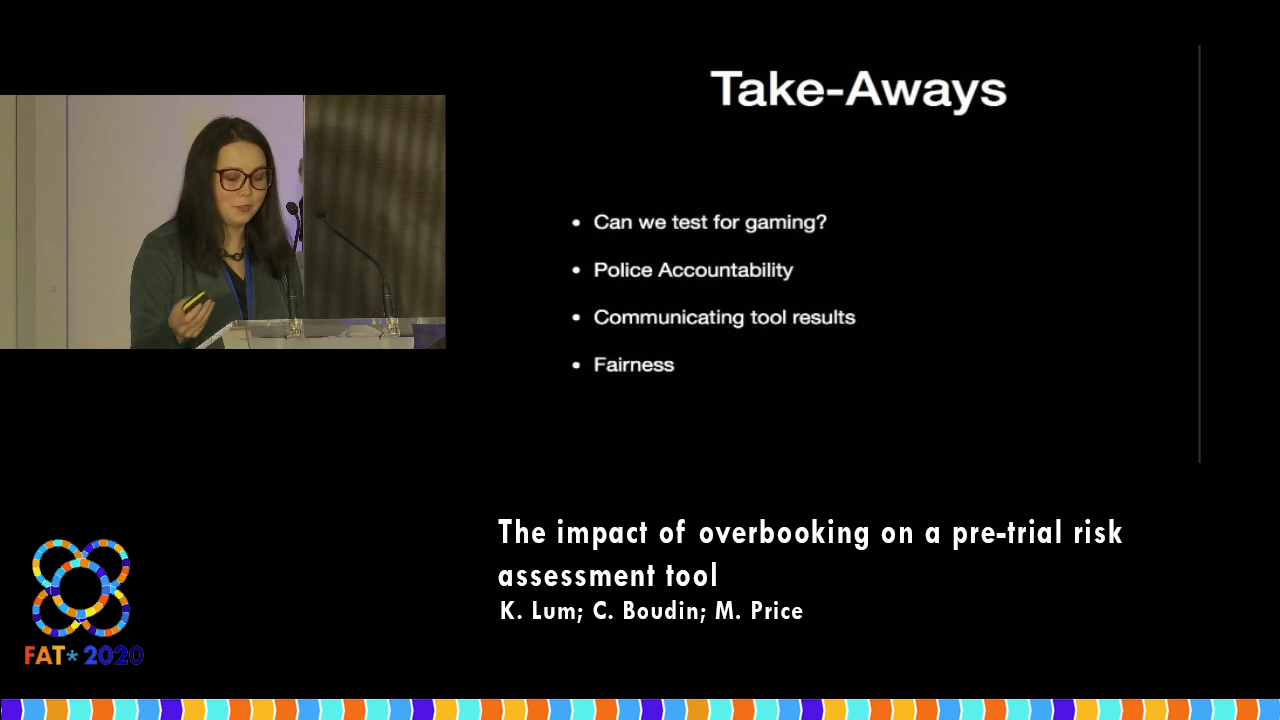 Take-Aways
• Can we test for gaming?
• Police Accountability
• Communicating tool results
• Fairness
The impact of overbooking on a pre-trial risk
assessment tool
K. Lum; C. Boudin; M. Price
FAT* 2020